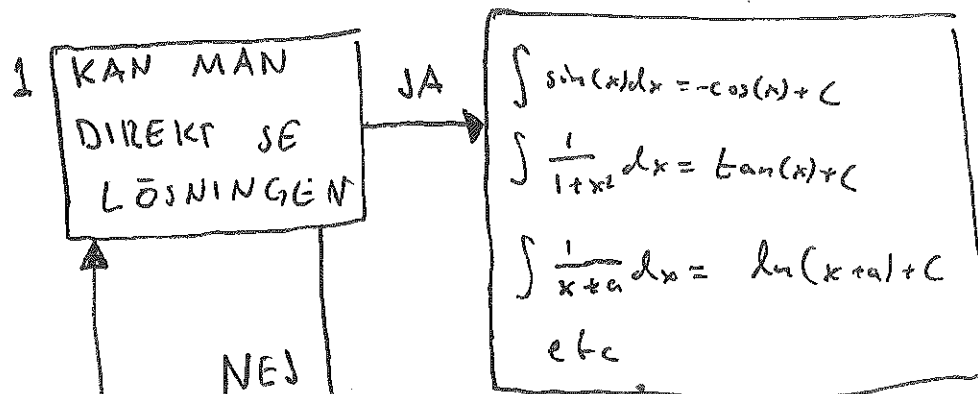 1 KAN MAN
DIREKT SE
LÖSNINGEN
JA
∫ sin(x)dx = -cos(x) + C
∫ 1/(1+x²) dx = tan(x) + C
∫ 1/(x+a) dx = ln(x+a) + C
etc
NEJ